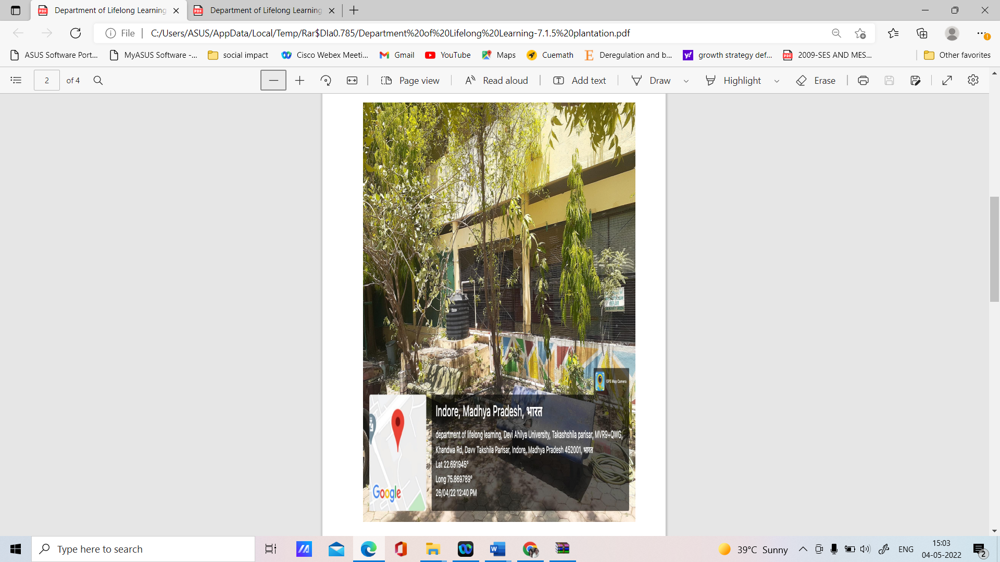 Department of Lifelong Learning
Department of Lifelong Learning
File
C:/Users/ASUS/AppData/Local/Temp/Rar$DIa0.785/Department%20of%20Lifelong%20Learning-7.1.5%20plantation.pdf
ASUS Software Port...
MyASUS Software -...
social impact
Cisco Webex Meeti...
Gmail
YouTube
Maps
Cuemath
Deregulation and b...
growth strategy def...
2009-SES AND MES...
Other favorites
2 of 4
Page view
Read aloud
Add text
Draw
Highlight
Erase
GPS Map Camera
Indore, Madhya Pradesh, भारत
department of lifelong learning, Devi Ahilya University, Takashshila parisar, MVR9+QWG,
Khandwa Rd, Davv Takshila Parisar, Indore, Madhya Pradesh 452001, भारत
Lat 22.691945°
Long 75.869789°
26/04/22 12:40 PM
Google
Type here to search
39°C Sunny
ENG
15:03
04-05-2022
2